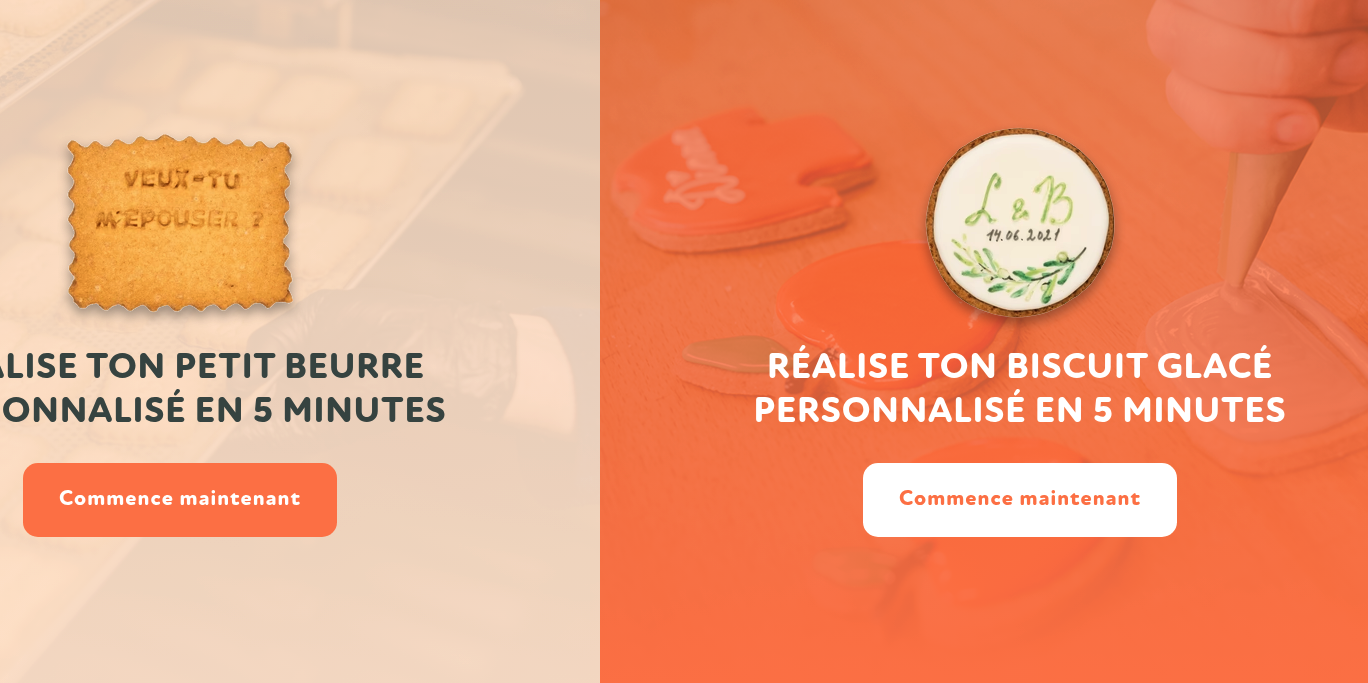 VEUX-TU
M'EPOUSER ?
ALISE TON PETIT BEURRE
ONNALISÉ EN 5 MINUTES
Commence maintenant
L & B
14.06.2021
RÉALISE TON BISCUIT GLACÉ
PERSONNALISÉ EN 5 MINUTES
Commence maintenant